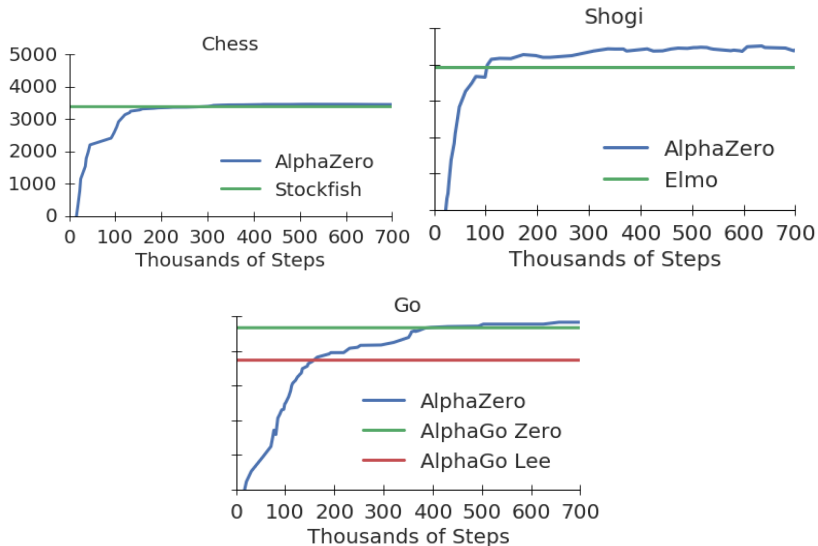 Chess
5000
4000
3000
2000
1000
0
AlphaZero
Stockfish
0 100 200 300 400 500 600 700
Thousands of Steps
Shogi
AlphaZero
Elmo
0 100 200 300 400 500 600 700
Thousands of Steps
Go
AlphaZero
AlphaGo Zero
AlphaGo Lee
0 100 200 300 400 500 600 700
Thousands of Steps